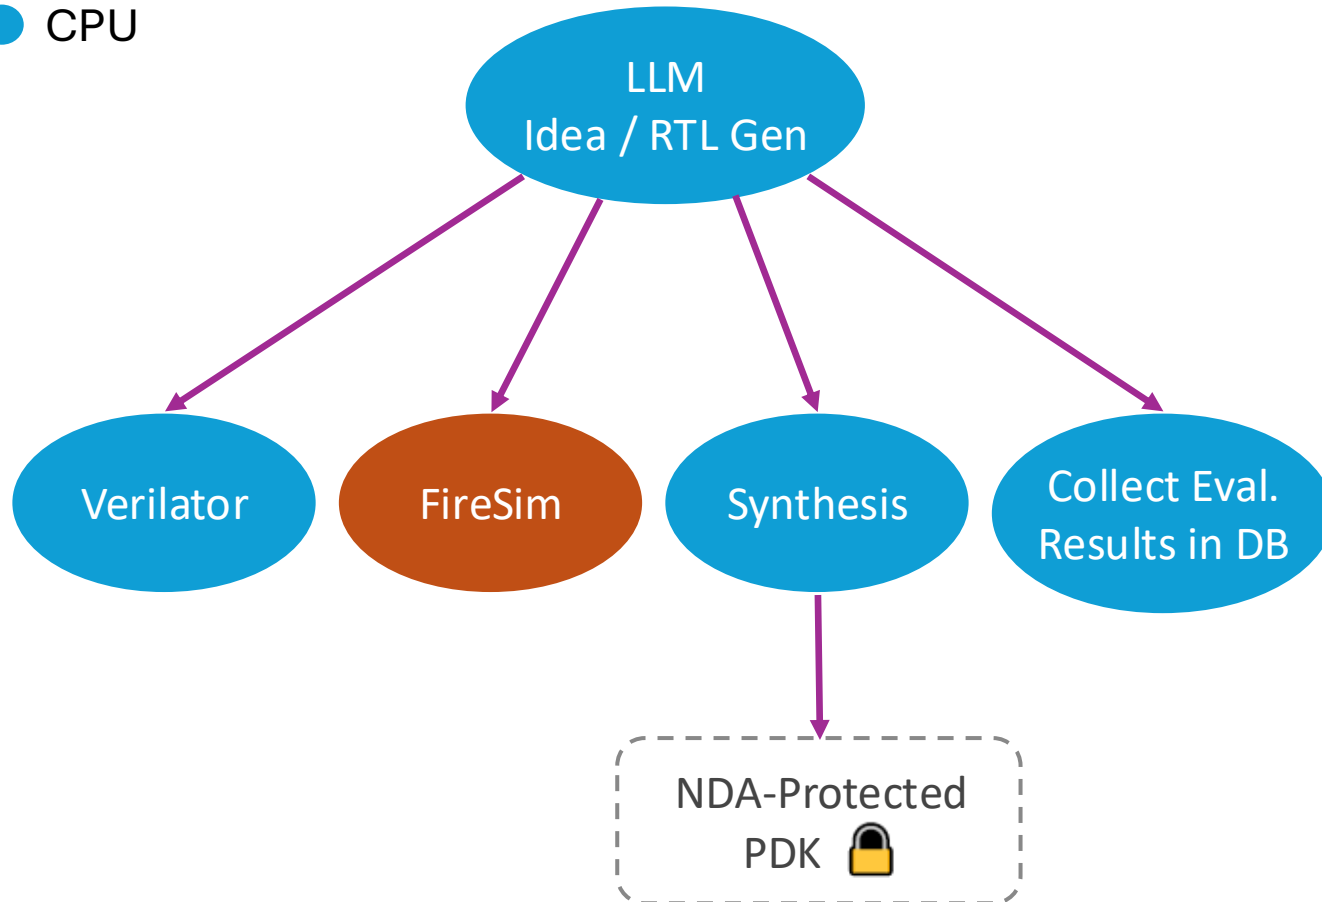 CPU
LLM
Idea / RTL Gen
Verilator
FireSim
Synthesis
Collect Eval.
Results in DB
NDA-Protected
PDK